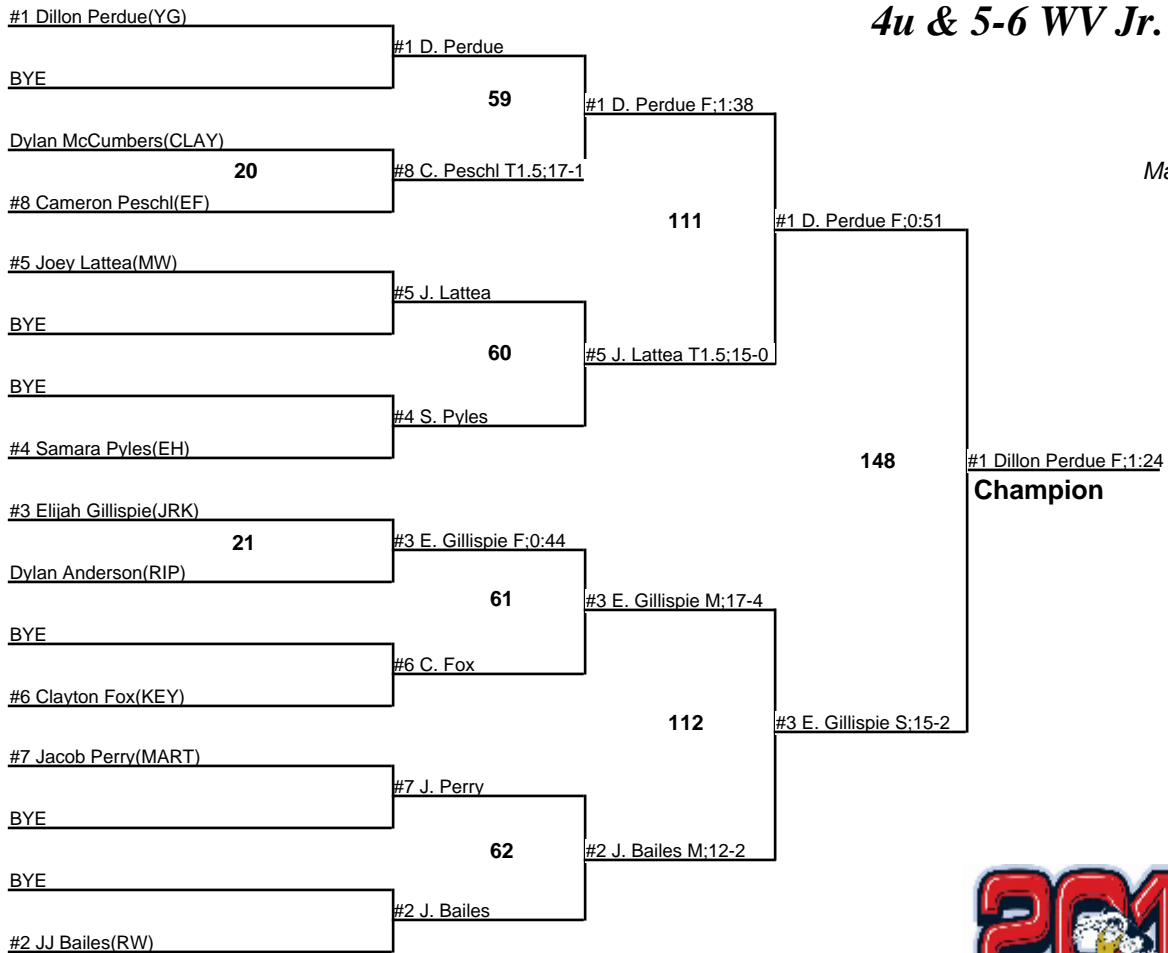 4u & 5-6 WV Jr.
#1 Dillon Perdue(YG)
#1 D. Perdue
BYE
59
#1 D. Perdue F;1:38
Dylan McCumbers(CLAY)
20
#8 C. Peschl T1.5;17-1
Ma
#8 Cameron Peschl(EF)
111
#1 D. Perdue F;0:51
#5 Joey Lattea(MW)
#5 J. Lattea
BYE
60
#5 J. Lattea T1.5;15-0
BYE
#4 S. Pyles
#4 Samara Pyles(EH)
148
#1 Dillon Perdue F;1:24
Champion
#3 Elijah Gillispie(JRK)
21
#3 E. Gillispie F;0:44
Dylan Anderson(RIP)
61
#3 E. Gillispie M;17-4
BYE
#6 C. Fox
#6 Clayton Fox(KEY)
112
#3 E. Gillispie S;15-2
#7 Jacob Perry(MART)
#7 J. Perry
BYE
62
#2 J. Bailes M;12-2
BYE
#2 J. Bailes
#2 JJ Bailes(RW)
201